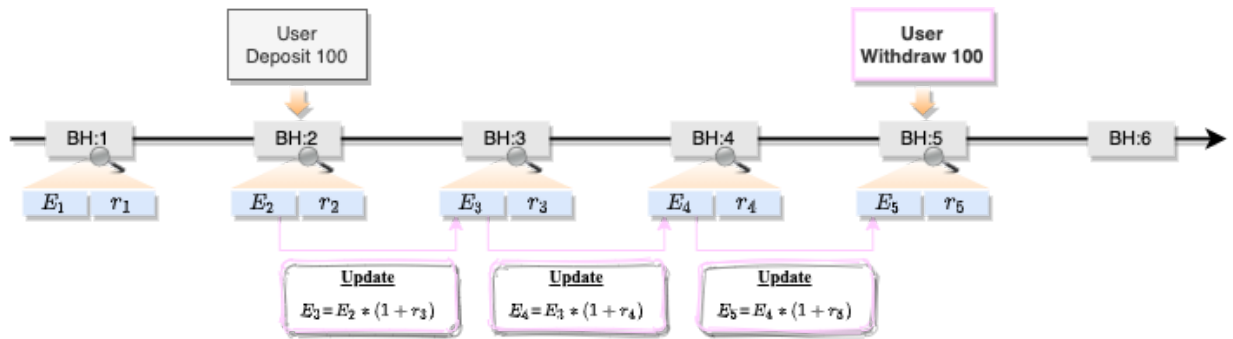 User
Deposit 100
User
Withdraw 100
BH:1
BH:2
BH:3
BH:4
BH:5
BH:6
E₁ r₁
E₂ r₂
E₃ r₃
E₄ r₄
E₅ r₅
Update
E₃=E₂ * (1 + r₃)
Update
E₄=E₃ * (1 + r₄)
Update
E₅=E₄ * (1 + r₅)